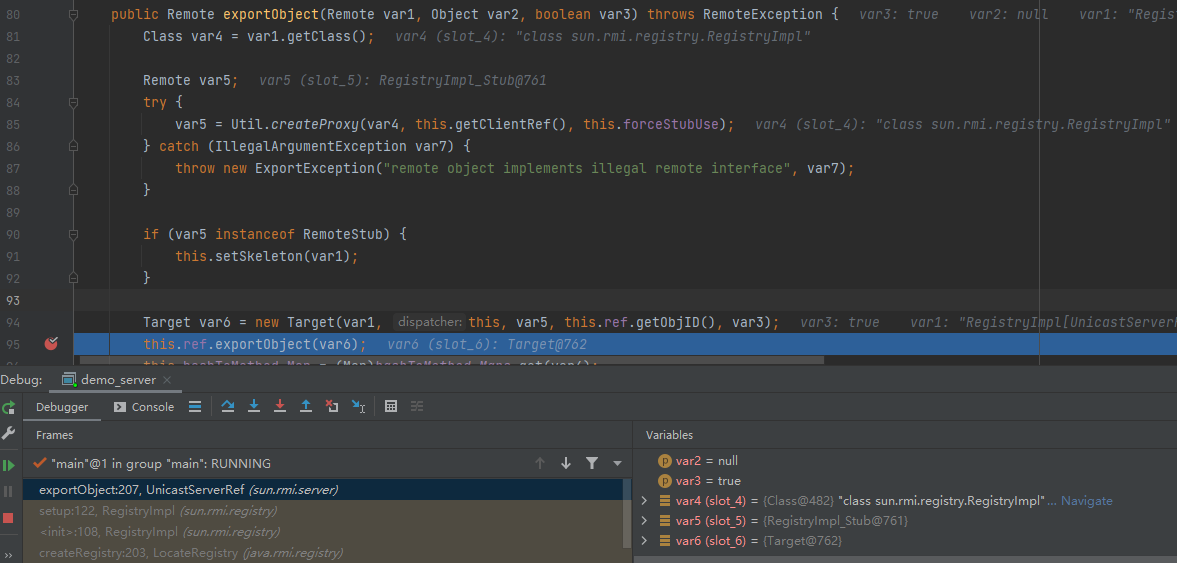 80 public Remote exportObject(Remote var1, Object var2, boolean var3) throws RemoteException { var3: true var2: null var1: "Regist
81 Class var4 = var1.getClass(); var4 (slot_4): "class sun.rmi.registry.RegistryImpl"
82
83 Remote var5; var5 (slot_5): RegistryImpl_Stub@761
84 try {
85 var5 = Util.createProxy(var4, this.getClientRef(), this.forceStubUse); var4 (slot_4): "class sun.rmi.registry.RegistryImpl"
86 } catch (IllegalArgumentException var7) {
87 throw new ExportException("remote object implements illegal remote interface", var7);
88 }
89
90 if (var5 instanceof RemoteStub) {
91 this.setSkeleton(var1);
92 }
93
94 Target var6 = new Target(var1, dispatcher: this, var5, this.ref.getObjID(), var3); var3: true var1: "RegistryImpl[UnicastServerR
95 this.ref.exportObject(var6); var6 (slot_6): Target@762
Debug: demo_server ×
Debugger Console
Frames Variables
"main"@1 in group "main": RUNNING
exportObject:207, UnicastServerRef (sun.rmi.server)
setup:122, RegistryImpl (sun.rmi.registry)
<init>:108, RegistryImpl (sun.rmi.registry)
createRegistry:203, LocateRegistry (java.rmi.registry)
p var2 = null
p var3 = true
var4 (slot_4) = {Class@482} "class sun.rmi.registry.RegistryImpl"... Navigate
var5 (slot_5) = {RegistryImpl_Stub@761}
var6 (slot_6) = {Target@762}